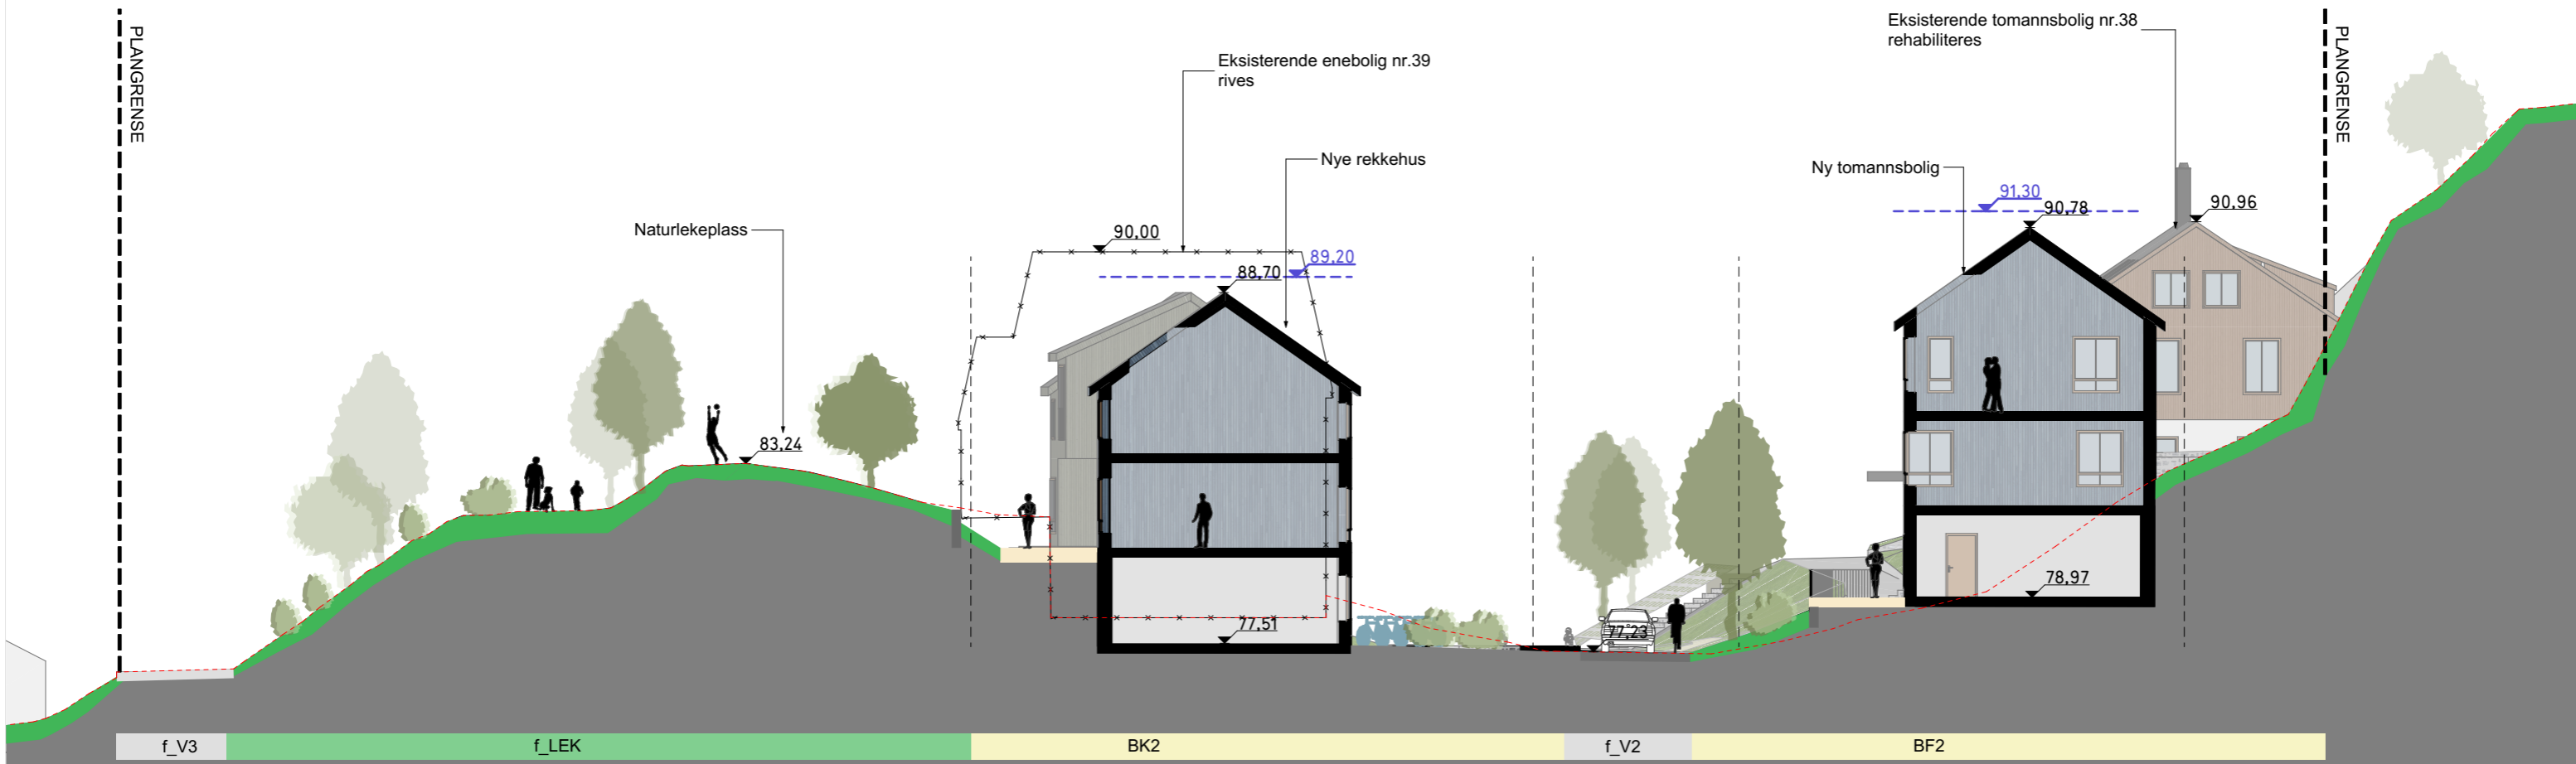 PLANGRENSE
Eksisterende enebolig nr.39
rives
Eksisterende tomannsbolig nr.38
rehabiliteres
PLANGRENSE
Nye rekkehus
Ny tomannsbolig
91,30
90,78
90,96
Naturlekeplass
90,00
89,20
88,70
83,24
78,97
77,51
77,23
f_V3
f_LEK
BK2
f_V2
BF2